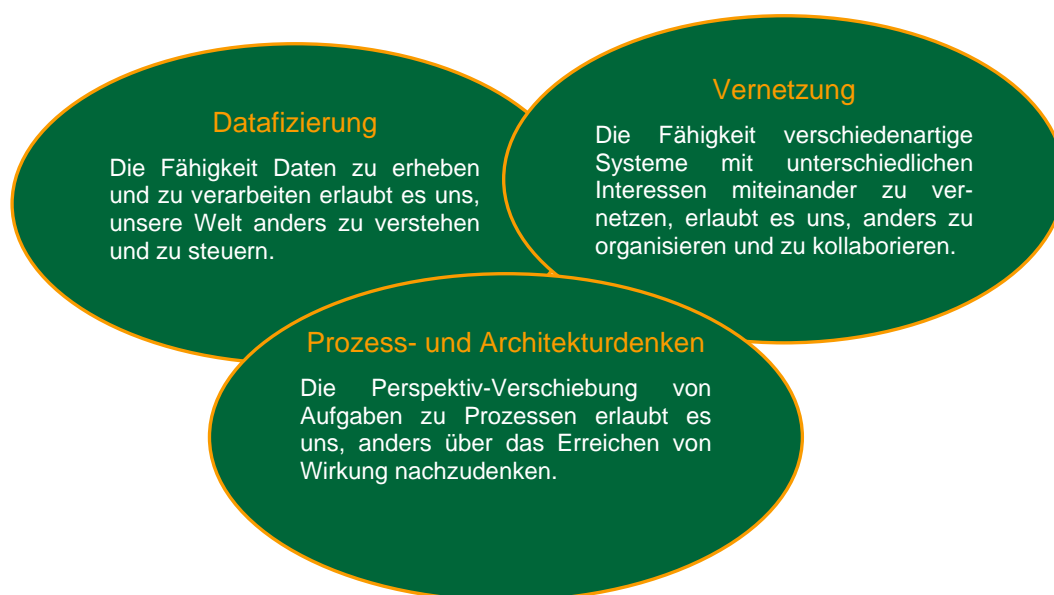 Datafizierung
Die Fähigkeit Daten zu erheben
und zu verarbeiten erlaubt es uns,
unsere Welt anders zu verstehen
und zu steuern.
Vernetzung
Die Fähigkeit verschiedenartige
Systeme mit unterschiedlichen
Interessen miteinander zu ver-
netzen, erlaubt es uns, anders zu
organisieren und zu kollaborieren.
Prozess- und Architekturdenken
Die Perspektiv-Verschiebung von
Aufgaben zu Prozessen erlaubt es
uns, anders über das Erreichen von
Wirkung nachzudenken.